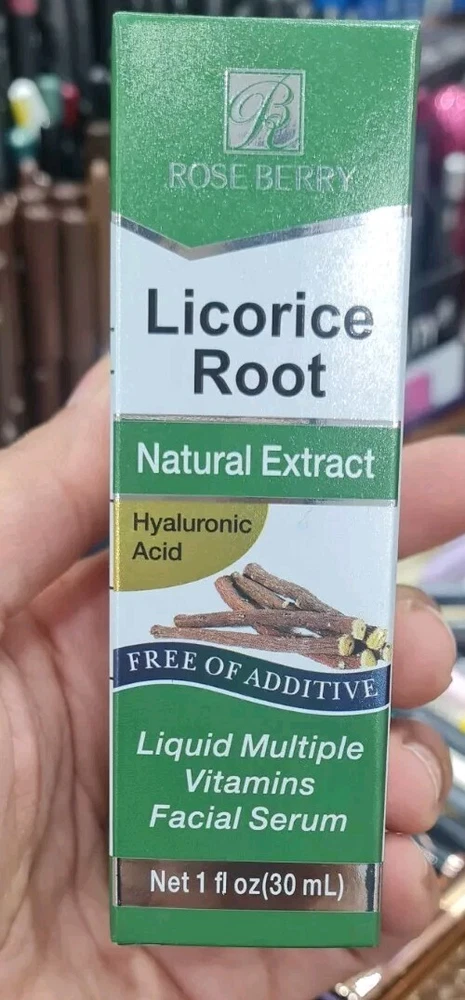 ROSE BERRY
Licorice
Root
Natural Extract
Hyaluronic
Acid
FREE OF ADDITIVE
Liquid Multiple
Vitamins
Facial Serum
Net 1 fl oz(30 mL)